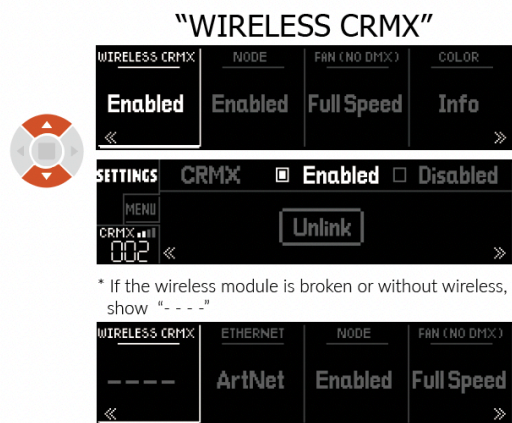 “WIRELESS CRMX”
WIRELESS CRMX NODE FAN (NO DMX) COLOR
Enabled Enabled Full Speed Info
« »
SETTINGS CRMX Enabled Disabled
MENU
Unlink
CRMX
002 « »
* If the wireless module is broken or without wireless,
show “- - - -”
WIRELESS CRMX ETHERNET NODE FAN (NO DMX)
---- ArtNet Enabled Full Speed
« »